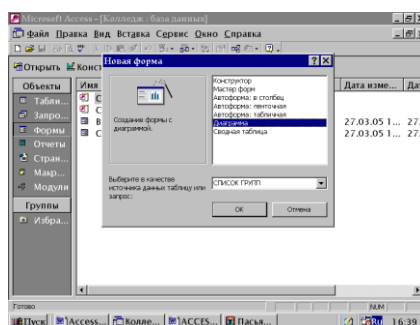 Microsoft Access - [Колледж : база данных]
Файл Правка Вид Вставка Сервис Окно Справка
Открыть
Новая форма
Объекты
Имя
Дата изме...
Табли...
Запро...
Формы
Отчеты
Стран...
Макр...
Модули
Группы
Избра...
Создание формы с
диаграммой.
Конструктор
Мастер форм
Автоформа: в столбец
Автоформа: ленточная
Автоформа: табличная
Диаграмма
Сводная таблица
27.03.05 1...
27.03.05 1...
Выберите в качестве
источника данных таблицу или
запрос:
СПИСОК ГРУПП
ОК
Отмена
Готово
NUM
Пуск Access... Колле... ACCES... Пасья... Ru 16:39